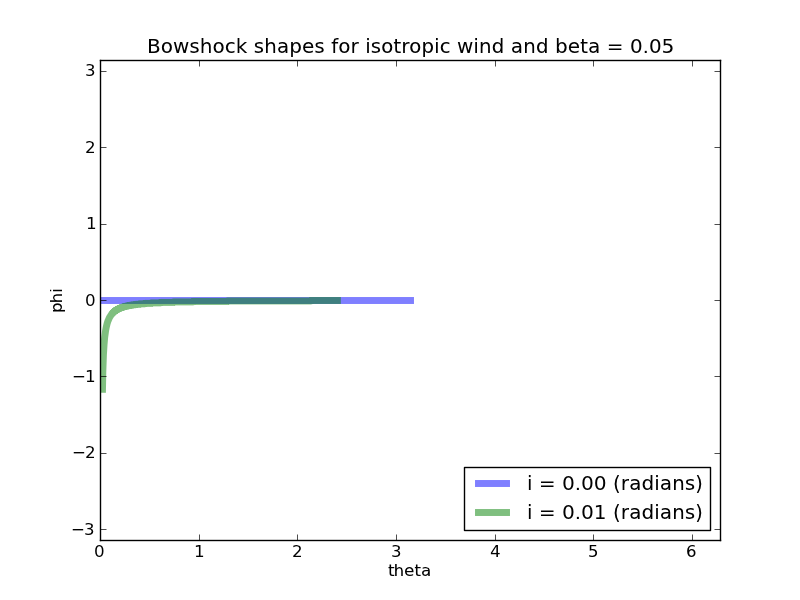 Bowshock shapes for isotropic wind and beta = 0.05
3
2
1
0
−1
−2
−3
phi
0 1 2 3 4 5 6
theta
i = 0.00 (radians)
i = 0.01 (radians)